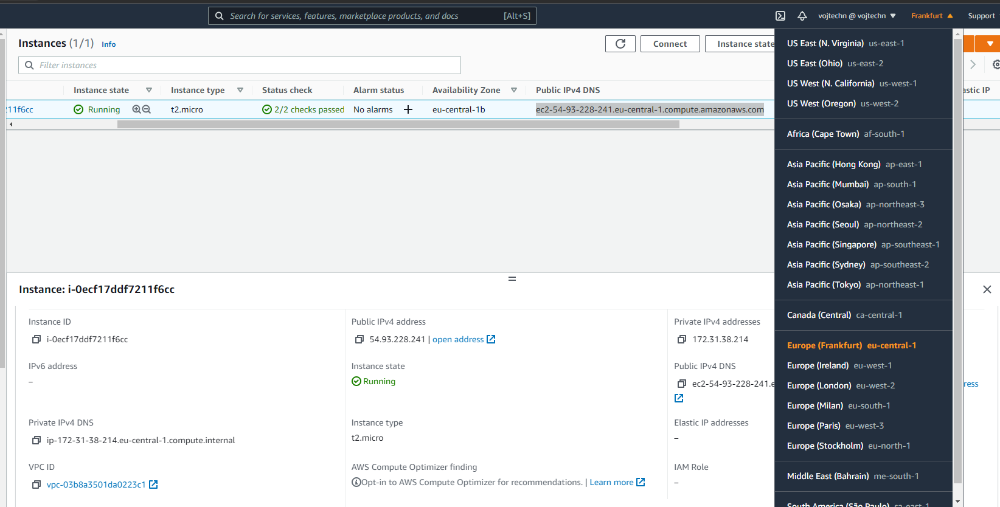 Search for services, features, marketplace products, and docs [Alt+S]
vojtechn @ vojtechn Frankfurt Support
Instances (1/1) Info
Connect
Instance state
Filter instances
Instance state Instance type Status check Alarm status Availability Zone Public IPv4 DNS astic IP
11f6cc Running t2.micro 2/2 checks passed No alarms + eu-central-1b ec2-54-93-228-241.eu-central-1.compute.amazonaws.com
US East (N. Virginia) us-east-1
US East (Ohio) us-east-2
US West (N. California) us-west-1
US West (Oregon) us-west-2
Africa (Cape Town) af-south-1
Asia Pacific (Hong Kong) ap-east-1
Asia Pacific (Mumbai) ap-south-1
Asia Pacific (Osaka) ap-northeast-3
Asia Pacific (Seoul) ap-northeast-2
Asia Pacific (Singapore) ap-southeast-1
Asia Pacific (Sydney) ap-southeast-2
Asia Pacific (Tokyo) ap-northeast-1
Canada (Central) ca-central-1
Europe (Frankfurt) eu-central-1
Europe (Ireland) eu-west-1
Europe (London) eu-west-2
Europe (Milan) eu-south-1
Europe (Paris) eu-west-3
Europe (Stockholm) eu-north-1
Middle East (Bahrain) me-south-1
South America (São Paulo) sa-east-1
Instance: i-0ecf17ddf7211f6cc
Instance ID
i-0ecf17ddf7211f6cc
Public IPv4 address
54.93.228.241 | open address
Private IPv4 addresses
172.31.38.214
IPv6 address
–
Instance state
Running
Public IPv4 DNS
ec2-54-93-228-241.e
ress
Private IPv4 DNS
ip-172-31-38-214.eu-central-1.compute.internal
Instance type
t2.micro
Elastic IP addresses
–
VPC ID
vpc-03b8a3501da0223c1
AWS Compute Optimizer finding
Opt-in to AWS Compute Optimizer for recommendations. | Learn more
IAM Role
–